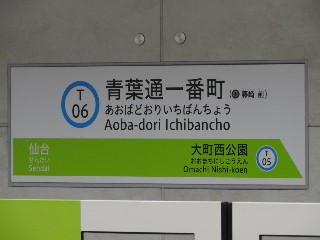 T
06
青葉通一番町
(藤崎 前)
あおばどおりいちばんちょう
Aoba-dori Ichibancho
仙台
せんだい
Sendai
大町西公園
おおまちにしこうえん
Omachi Nishi-koen
T
05